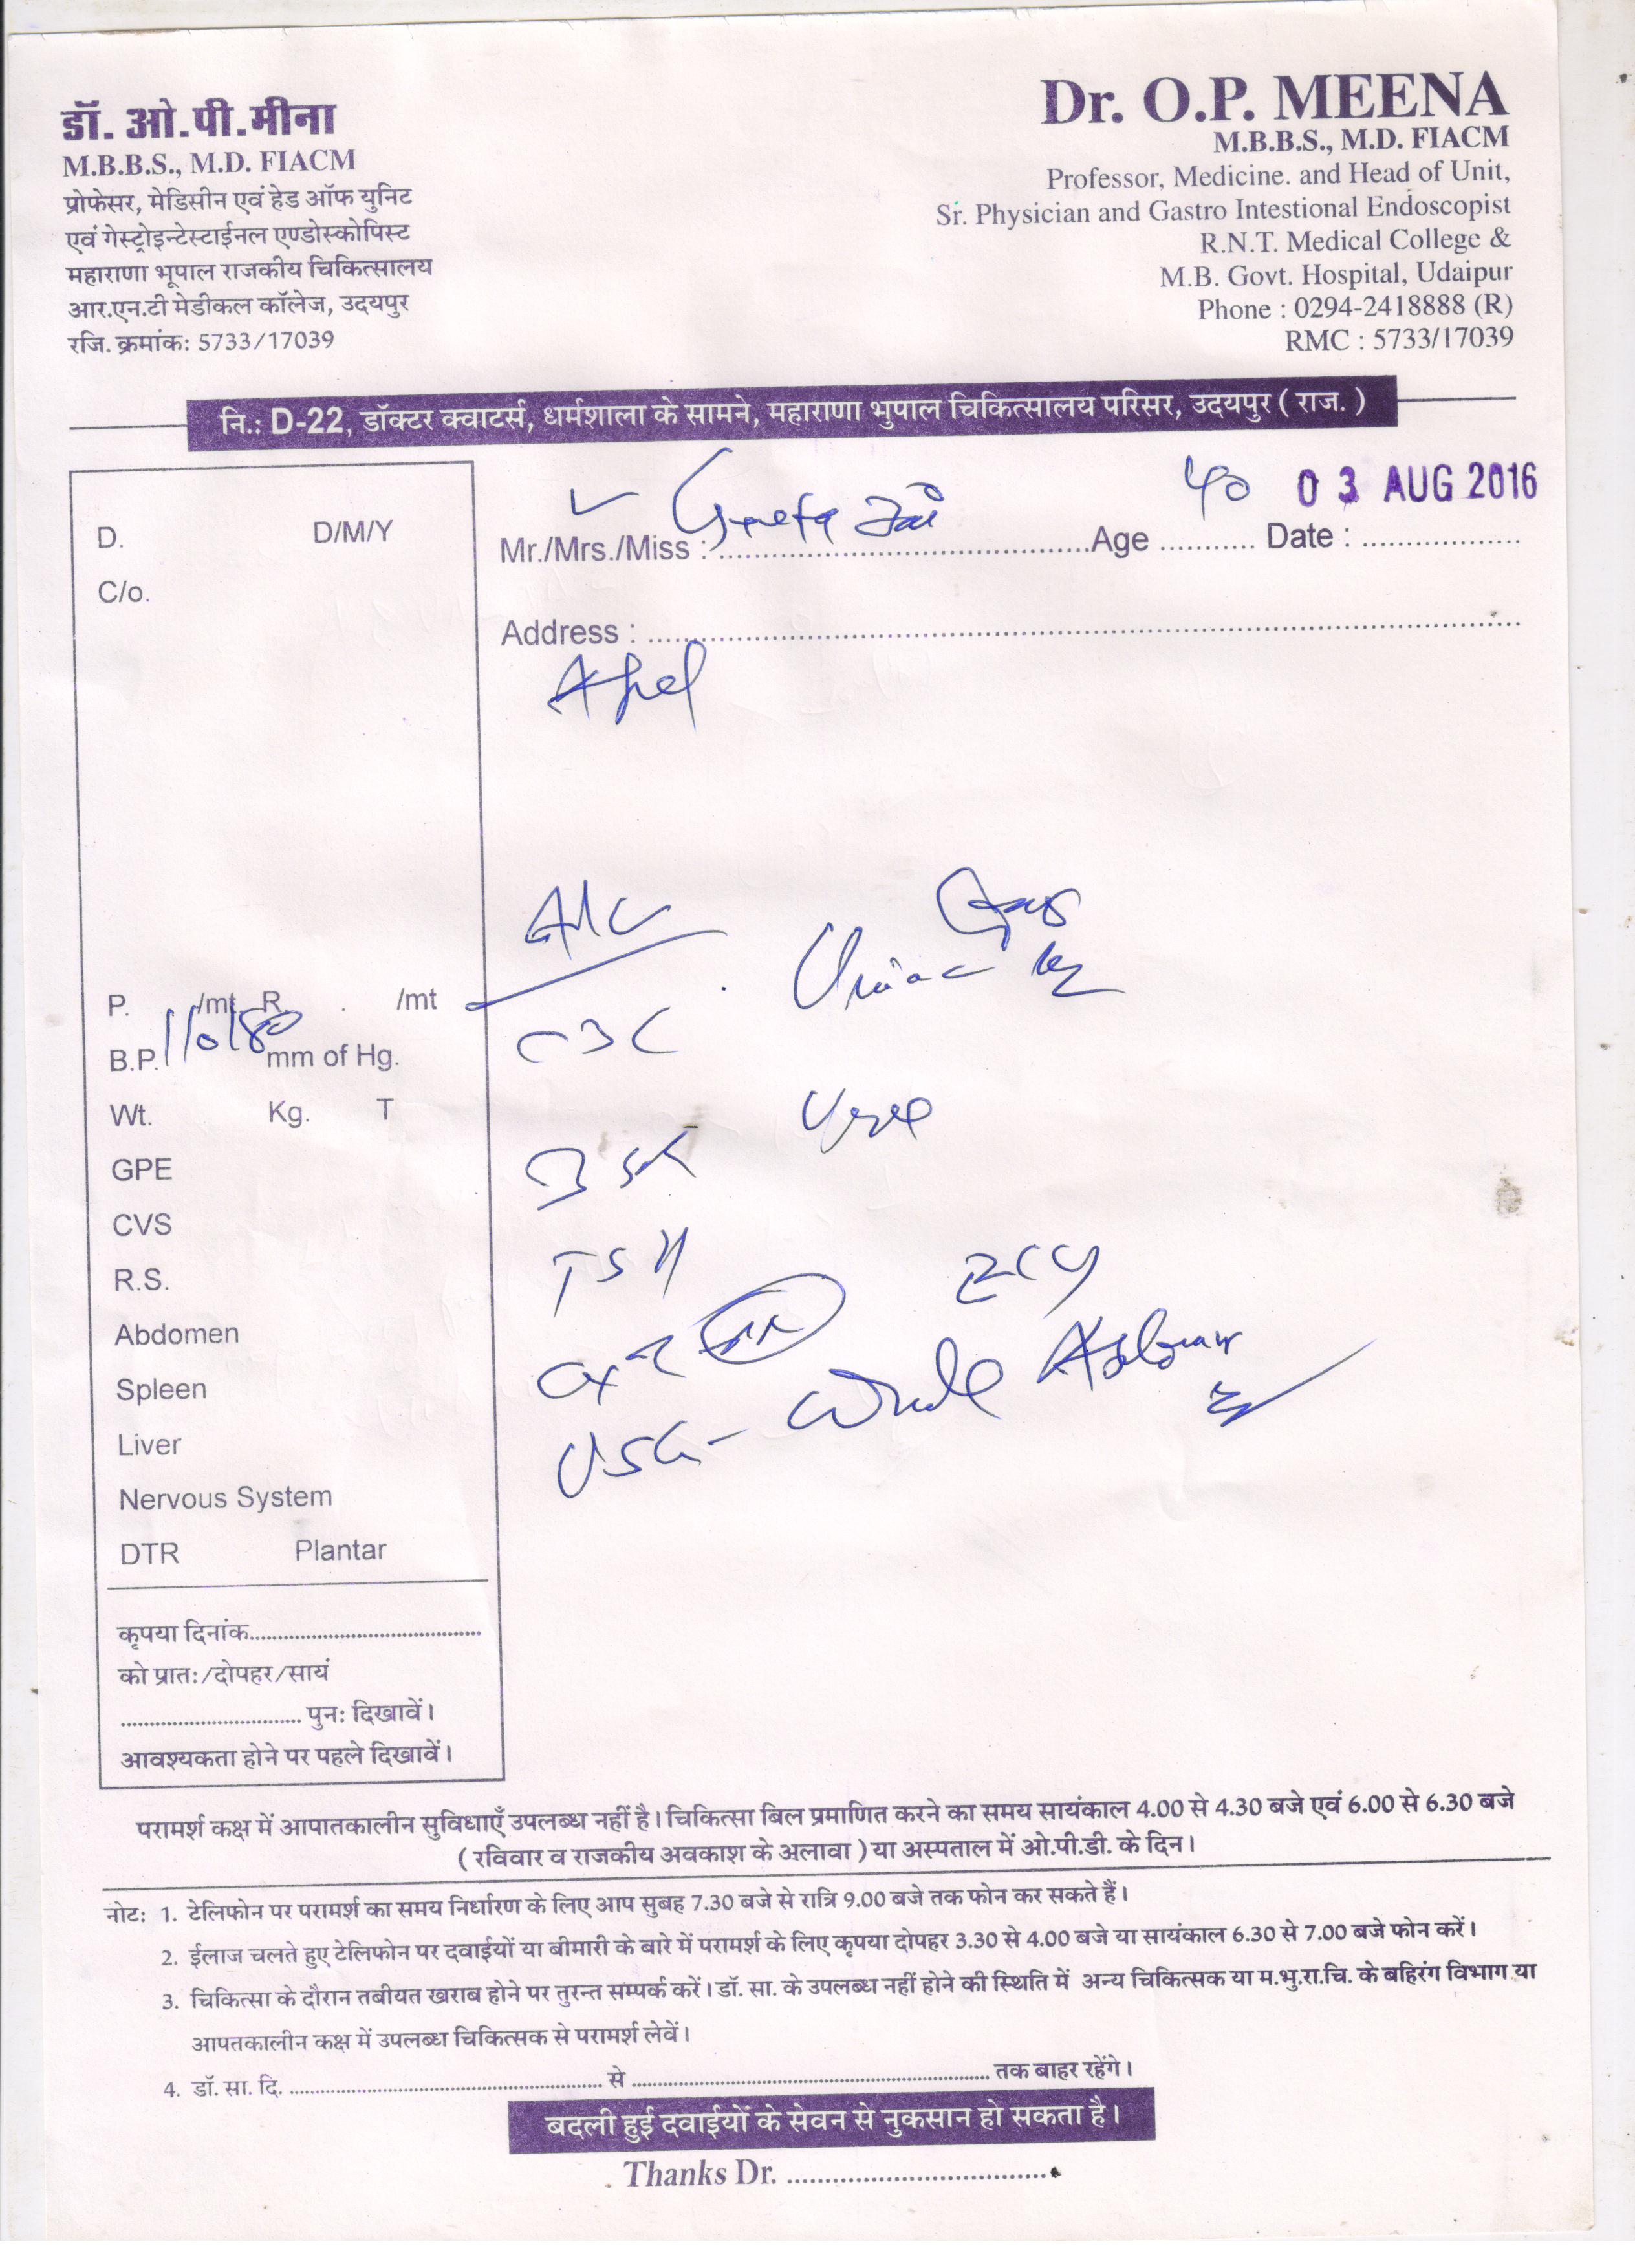 डॉ. ओ.पी.मीना
M.B.B.S., M.D. FIACM
प्रोफेसर, मेडिसीन एवं हेड ऑफ युनिट
एवं गेस्ट्रोइन्टेस्टाईनल एण्डोस्कोपिस्ट
महाराणा भूपाल राजकीय चिकित्सालय
आर.एन.टी मेडीकल कॉलेज, उदयपुर
रजि. क्रमांक: 5733/17039
Dr. O.P. MEENA
M.B.B.S., M.D. FIACM
Professor, Medicine. and Head of Unit,
Sr. Physician and Gastro Intestional Endoscopist
R.N.T. Medical College &
M.B. Govt. Hospital, Udaipur
Phone : 0294-2418888 (R)
RMC : 5733/17039
नि.: D-22, डॉक्टर क्वाटर्स, धर्मशाला के सामने, महाराणा भुपाल चिकित्सालय परिसर, उदयपुर ( राज. )
Mr./Mrs./Miss : Geeta Age 40 Date : 03 AUG 2016
Address :
D. D/M/Y
C/o.
P. /mt R. /mt
B.P. 110/80 mm of Hg.
Wt. Kg. T
GPE
CVS
R.S.
Abdomen
Spleen
Liver
Nervous System
DTR Plantar
कृपया दिनांक
को प्रात:/दोपहर/सायं
पुन: दिखावें।
आवश्यकता होने पर पहले दिखावें।
CBC
TSH
ECG
USG - Whole Abdomen
परामर्श कक्ष में आपातकालीन सुविधाएँ उपलब्ध नहीं है। चिकित्सा बिल प्रमाणित करने का समय सायंकाल 4.00 से 4.30 बजे एवं 6.00 से 6.30 बजे
( रविवार व राजकीय अवकाश के अलावा ) या अस्पताल में ओ.पी.डी. के दिन।
नोट: 1. टेलिफोन पर परामर्श का समय निर्धारण के लिए आप सुबह 7.30 बजे से रात्रि 9.00 बजे तक फोन कर सकते हैं।
2. ईलाज चलते हुए टेलिफोन पर दवाईयों या बीमारी के बारे में परामर्श के लिए कृपया दोपहर 3.30 से 4.00 बजे या सायंकाल 6.30 से 7.00 बजे फोन करें।
3. चिकित्सा के दौरान तबीयत खराब होने पर तुरन्त सम्पर्क करें। डॉ. सा. के उपलब्ध नहीं होने की स्थिति में अन्य चिकित्सक या म.भु.रा.चि. के बहिरंग विभाग या
आपतकालीन कक्ष में उपलब्ध चिकित्सक से परामर्श लेवें।
4. डॉ. सा. दि. से तक बाहर रहेंगे।
बदली हुई दवाईयों के सेवन से नुकसान हो सकता है।
Thanks Dr.